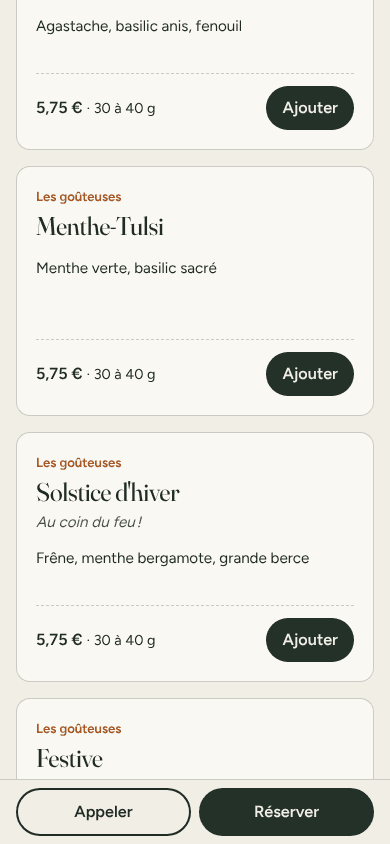 Agastache, basilic anis, fenouil
5,75 € · 30 à 40 g
Ajouter
Les goûteuses
Menthe-Tulsi
Menthe verte, basilic sacré
5,75 € · 30 à 40 g
Ajouter
Les goûteuses
Solstice d'hiver
Au coin du feu !
Frêne, menthe bergamote, grande berce
5,75 € · 30 à 40 g
Ajouter
Les goûteuses
Festive
Appeler
Réserver